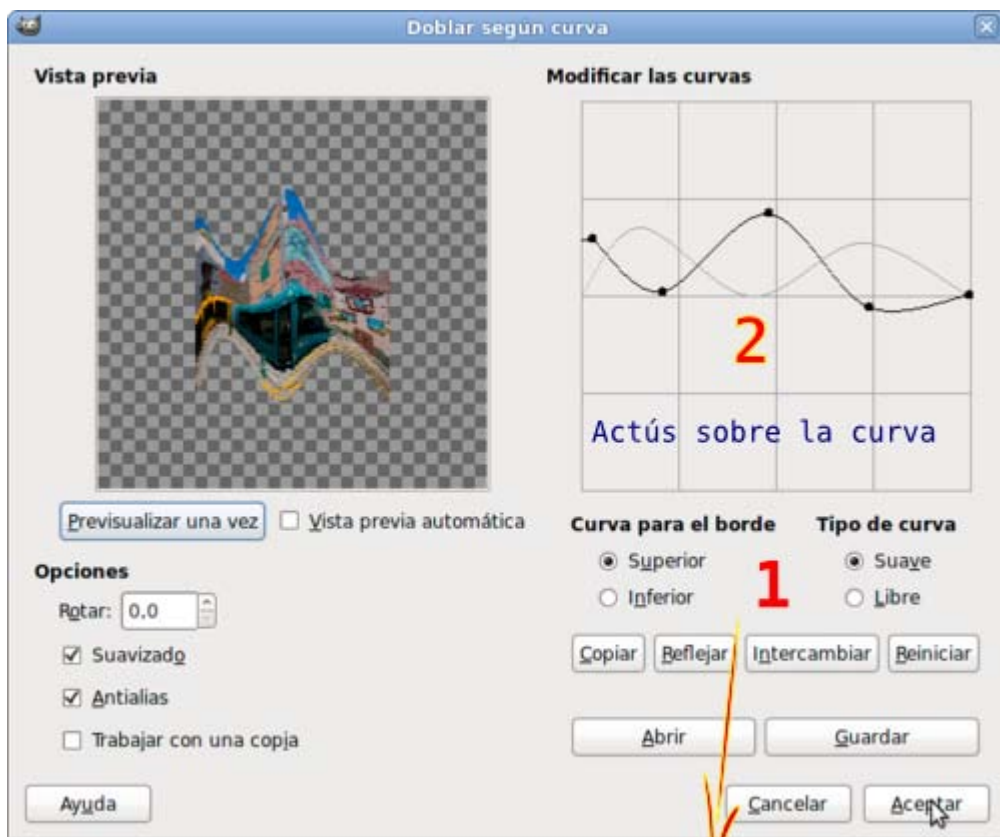 Doblar según curva
Vista previa
Modificar las curvas
2
Actús sobre la curva
Previsualizar una vez
Vista previa automática
Curva para el borde
Tipo de curva
Superior
Suave
1
Inferior
Libre
Opciones
Rotar: 0,0
Suavizado
Copiar Reflejar Intercambiar Reiniciar
Antialias
Trabajar con una copia
Abrir Guardar
Ayuda
Cancelar Aceptar